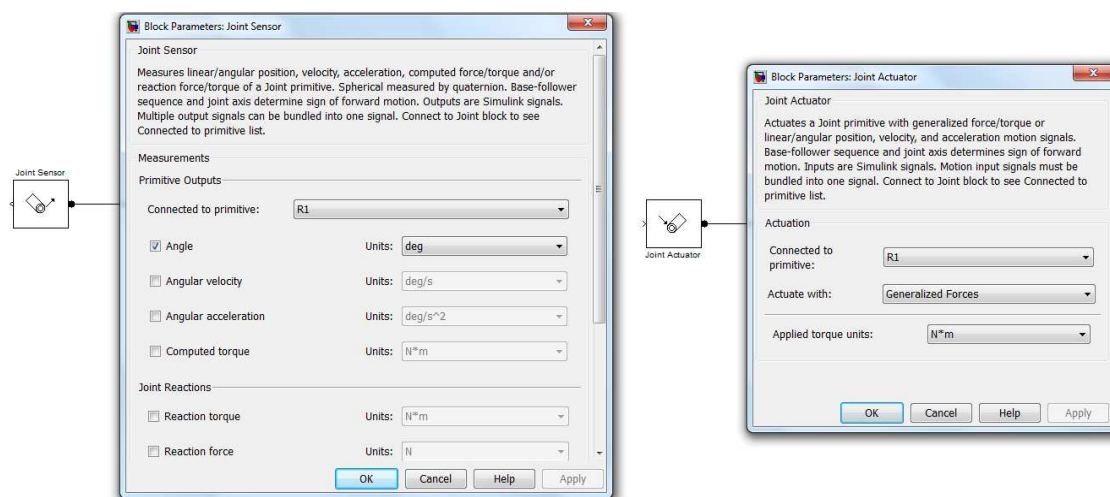 Joint Sensor
Block Parameters: Joint Sensor
Joint Sensor
Measures linear/angular position, velocity, acceleration, computed force/torque and/or
reaction force/torque of a Joint primitive. Spherical measured by quaternion. Base-follower
sequence and joint axis determine sign of forward motion. Outputs are Simulink signals.
Multiple output signals can be bundled into one signal. Connect to Joint block to see
Connected to primitive list.
Measurements
Primitive Outputs
Connected to primitive: R1
Angle Units: deg
Angular velocity Units: deg/s
Angular acceleration Units: deg/s^2
Computed torque Units: N*m
Joint Reactions
Reaction torque Units: N*m
Reaction force Units: N
OK Cancel Help Apply
Joint Actuator
Block Parameters: Joint Actuator
Joint Actuator
Actuates a Joint primitive with generalized force/torque or
linear/angular position, velocity, and acceleration motion signals.
Base-follower sequence and joint axis determines sign of forward
motion. Inputs are Simulink signals. Motion input signals must be
bundled into one signal. Connect to Joint block to see Connected to
primitive list.
Actuation
Connected to
primitive: R1
Actuate with: Generalized Forces
Applied torque units: N*m
OK Cancel Help Apply